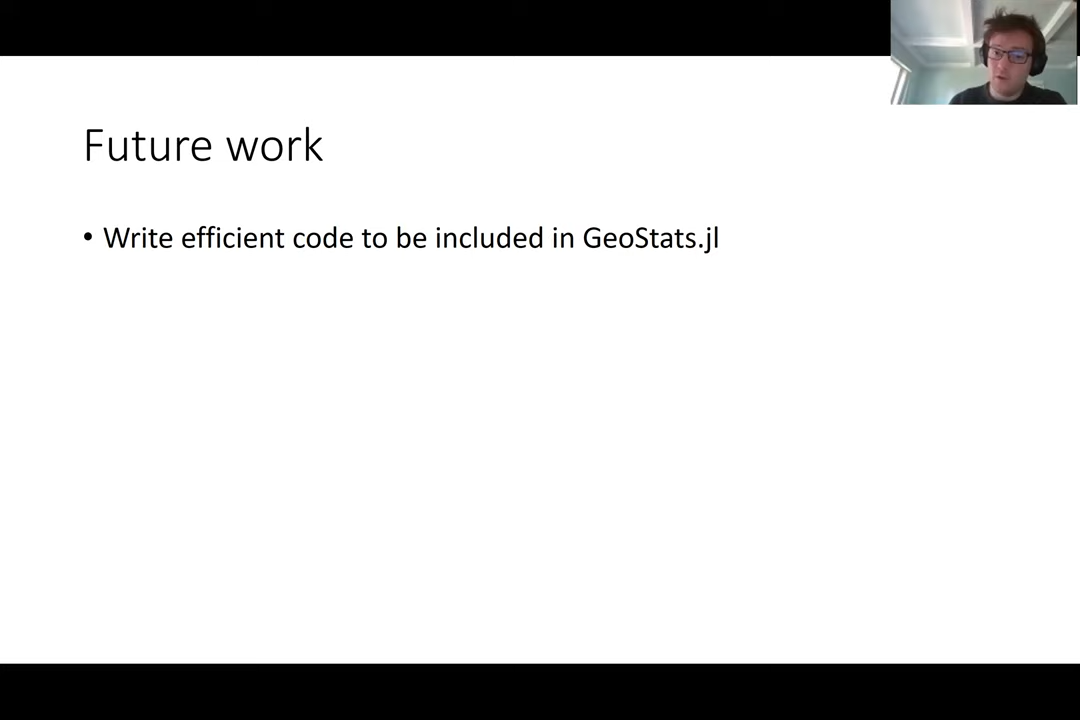 Future work
• Write efficient code to be included in GeoStats.jl